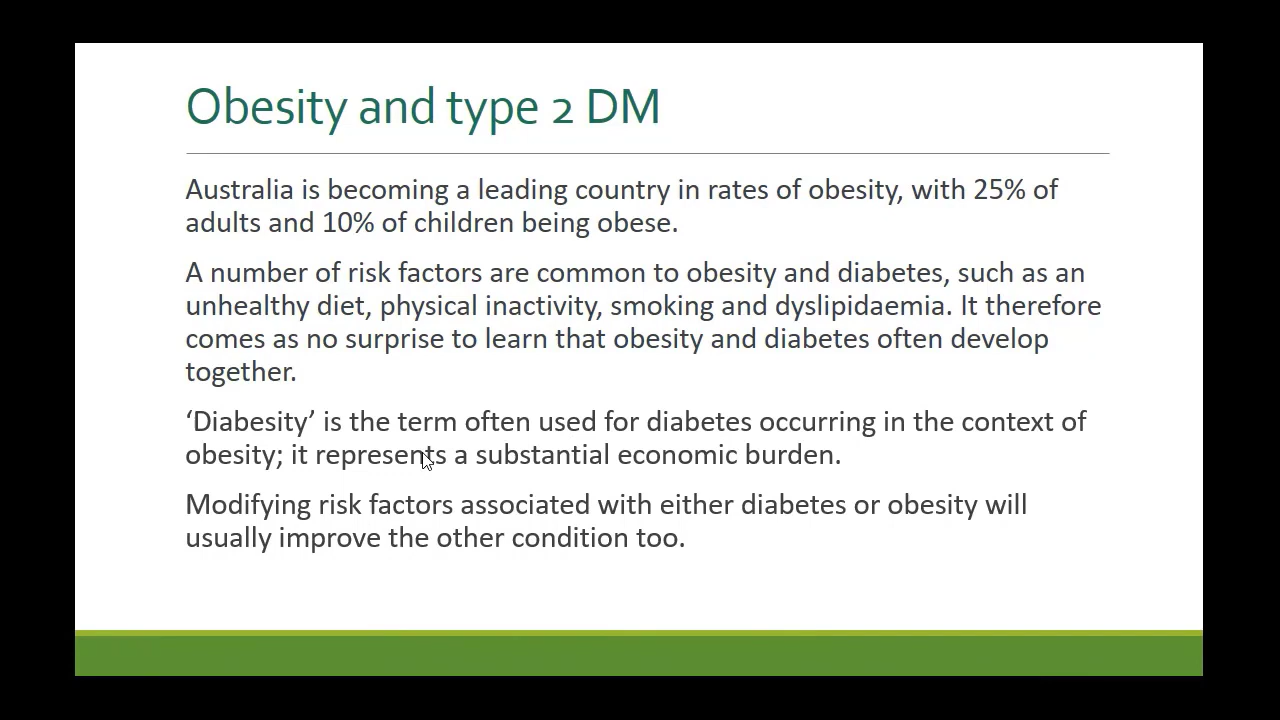 Obesity and type 2 DM
Australia is becoming a leading country in rates of obesity, with 25% of
adults and 10% of children being obese.
A number of risk factors are common to obesity and diabetes, such as an
unhealthy diet, physical inactivity, smoking and dyslipidaemia. It therefore
comes as no surprise to learn that obesity and diabetes often develop
together.
‘Diabesity’ is the term often used for diabetes occurring in the context of
obesity; it represents a substantial economic burden.
Modifying risk factors associated with either diabetes or obesity will
usually improve the other condition too.